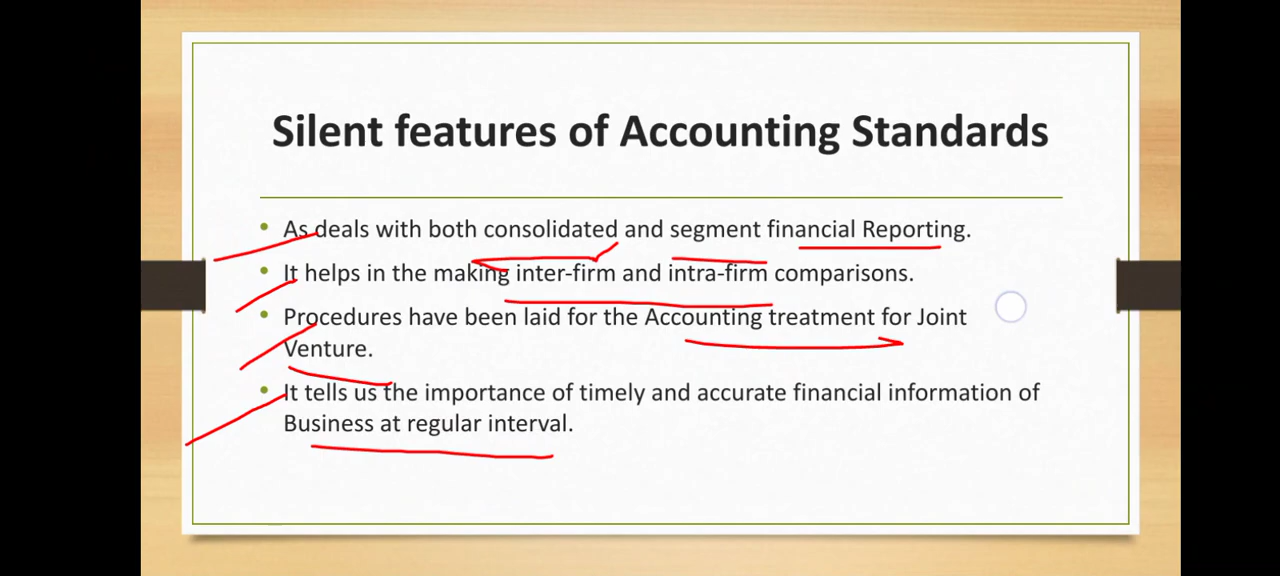 Silent features of Accounting Standards
• As deals with both consolidated and segment financial Reporting.
• It helps in the making inter-firm and intra-firm comparisons.
• Procedures have been laid for the Accounting treatment for Joint
Venture.
• It tells us the importance of timely and accurate financial information of
Business at regular interval.